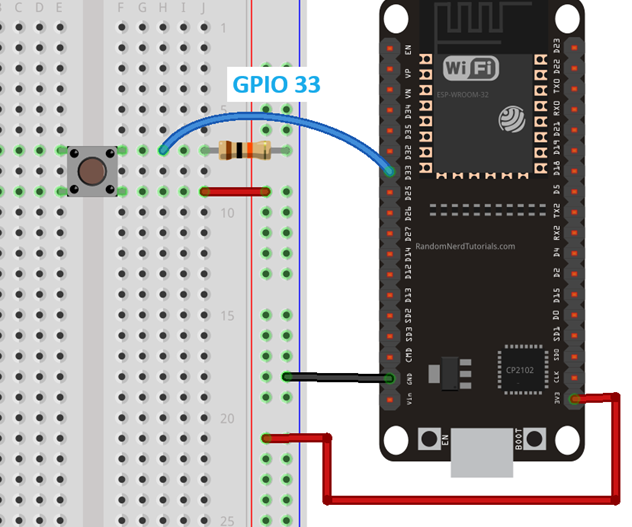 C D E F G H I J
1
5
10
15
20
25
GPIO 33
WiFi
ESP-WROOM-32
RandomNerdTutorials.com
CP2102
EN
VP
VN
D34
D35
D32
D33
D25
D26
D27
D14
D12
D13
SD2
SD3
CMD
GND
Vin
D23
D22
TX0
RX0
D21
D19
D18
D5
TX2
RX2
D4
D2
D15
D0
SD1
SD0
CLK
3V3
EN
BOOT